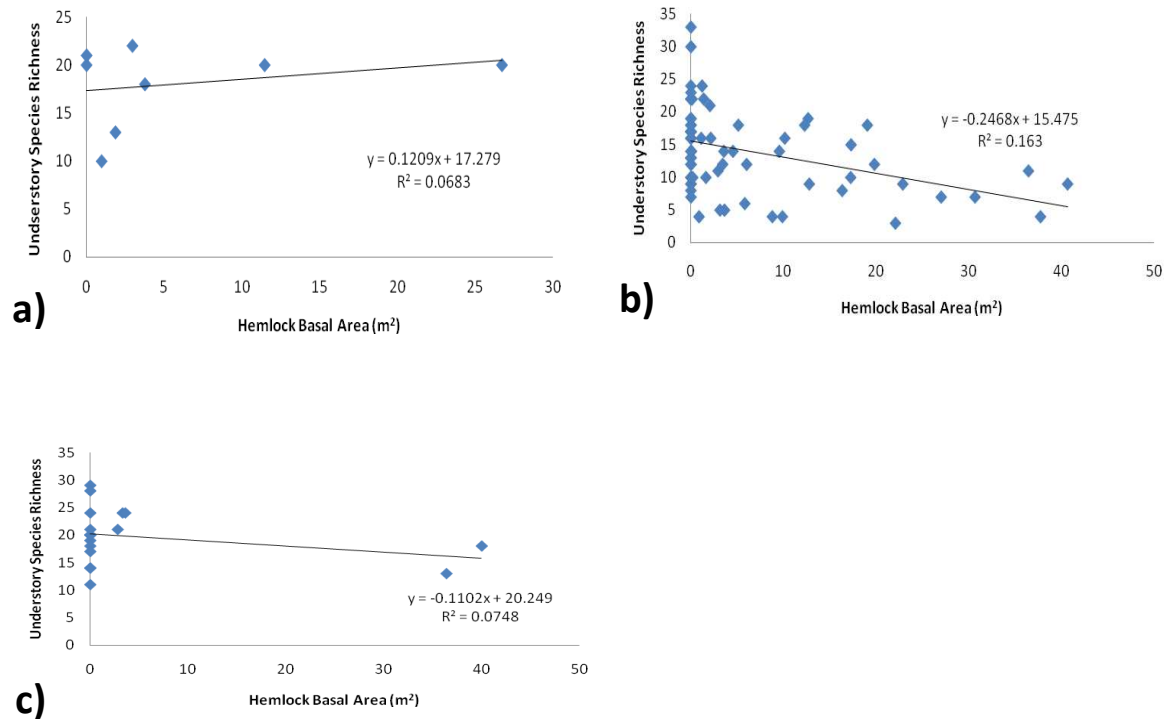 25
20
15
10
5
0
Undserstory Species Richness
y = 0.1209x + 17.279
R² = 0.0683
0 5 10 15 20 25 30
Hemlock Basal Area (m²)
a)
35
30
25
20
15
10
5
0
Understory Species Richness
y = -0.2468x + 15.475
R² = 0.163
0 10 20 30 40 50
Hemlock Basal Area (m²)
b)
35
30
25
20
15
10
5
0
Understory Species Richness
y = -0.1102x + 20.249
R² = 0.0748
0 10 20 30 40 50
Hemlock Basal Area (m²)
c)